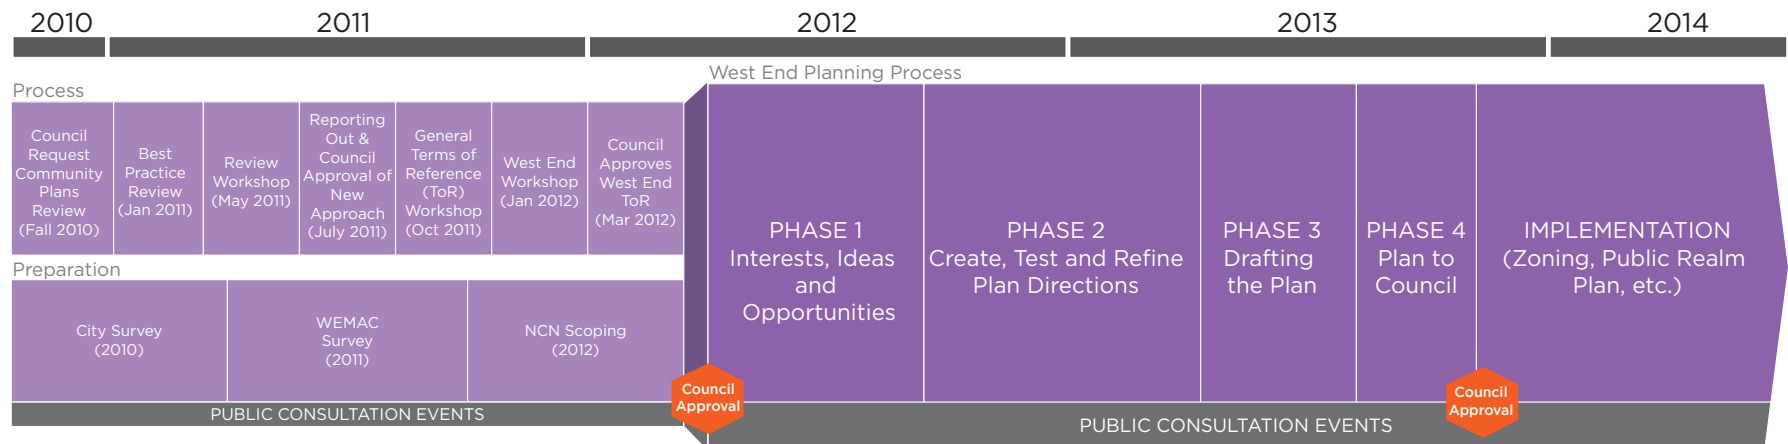 2010
2011
2012
2013
2014
Process
Council
Request
Community
Plans
Review
(Fall 2010)
Best
Practice
Review
(Jan 2011)
Review
Workshop
(May 2011)
Reporting
Out &
Council
Approval of
New
Approach
(July 2011)
General
Terms of
Reference
(ToR)
Workshop
(Oct 2011)
West End
Workshop
(Jan 2012)
Council
Approves
West End
ToR
(Mar 2012)
Preparation
City Survey
(2010)
WEMAC
Survey
(2011)
NCN Scoping
(2012)
PUBLIC CONSULTATION EVENTS
Council
Approval
West End Planning Process
PHASE 1
Interests, Ideas
and
Opportunities
PHASE 2
Create, Test and Refine
Plan Directions
PHASE 3
Drafting
the Plan
PHASE 4
Plan to
Council
IMPLEMENTATION
(Zoning, Public Realm
Plan, etc.)
Council
Approval
PUBLIC CONSULTATION EVENTS